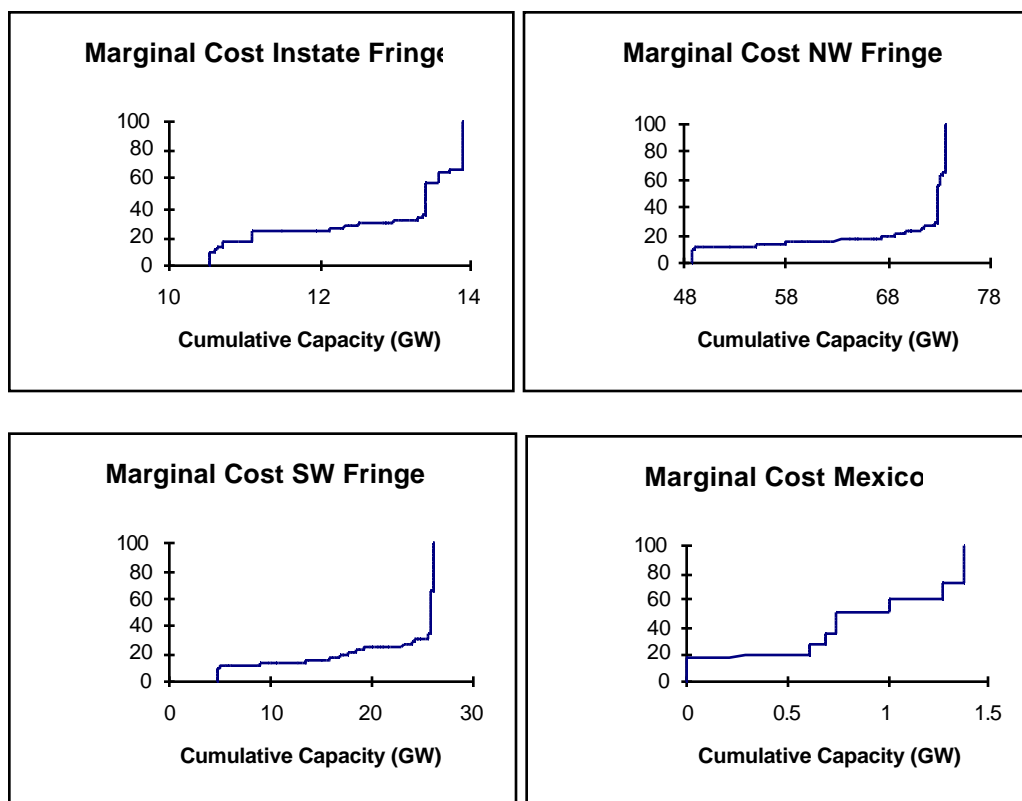 Marginal Cost Instate Fringe
100
80
60
40
20
0
10 12 14
Cumulative Capacity (GW)
Marginal Cost NW Fringe
100
80
60
40
20
0
48 58 68 78
Cumulative Capacity (GW)
Marginal Cost SW Fringe
100
80
60
40
20
0
0 10 20 30
Cumulative Capacity (GW)
Marginal Cost Mexico
100
80
60
40
20
0
0 0.5 1 1.5
Cumulative Capacity (GW)